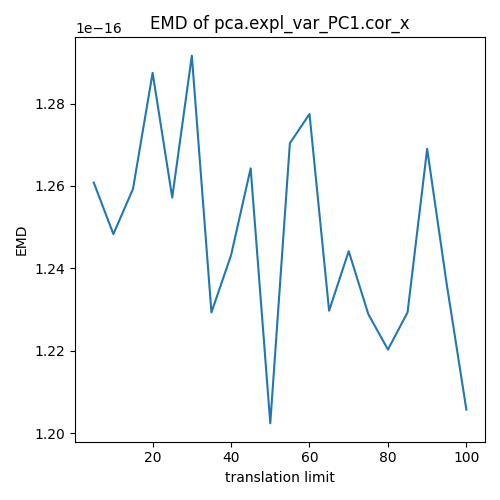 EMD of pca.expl_var_PC1.cor_x
1e−16
1.28
1.26
1.24
1.22
1.20
EMD
20 40 60 80 100
translation limit